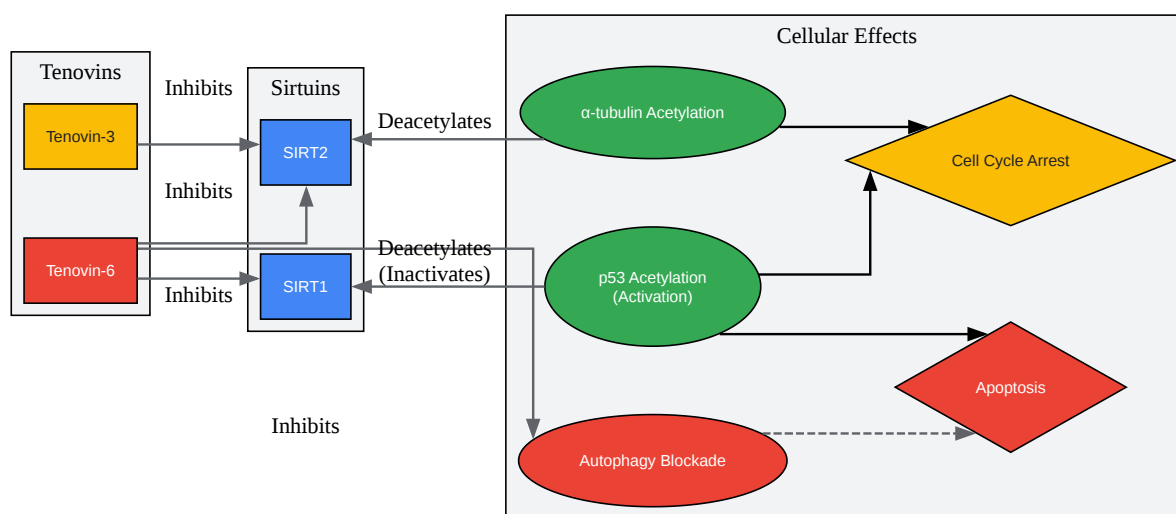 Cellular Effects
Tenovins
Inhibits
Sirtuins
α-tubulin Acetylation
Deacetylates
Tenovin-3
SIRT2
Cell Cycle Arrest
Inhibits
Deacetylates
(Inactivates)
Tenovin-6
SIRT1
p53 Acetylation
(Activation)
Inhibits
Apoptosis
Inhibits
Autophagy Blockade